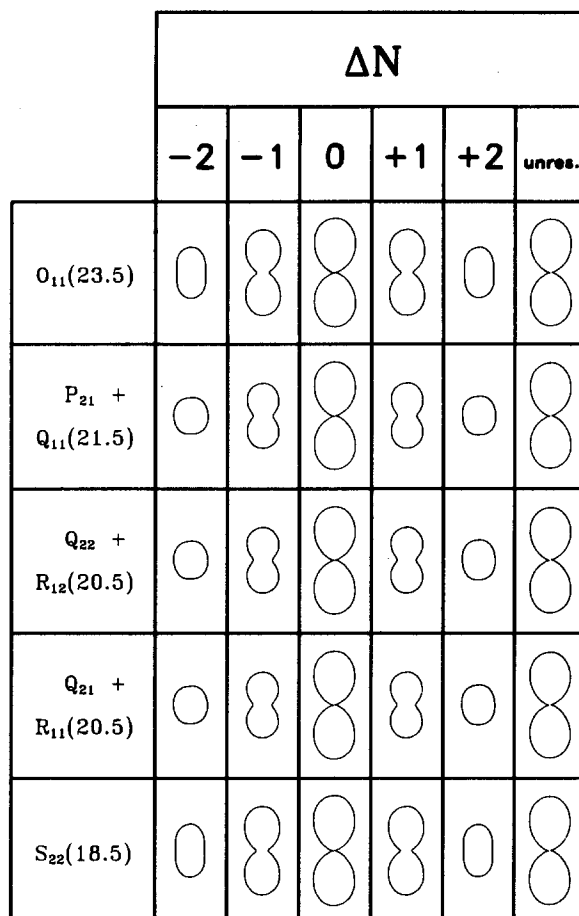 ΔN
−2 −1 0 +1 +2 unres.
O₁₁(23.5)
P₂₁ +
Q₁₁(21.5)
Q₂₂ +
R₁₂(20.5)
Q₂₁ +
R₁₁(20.5)
S₂₂(18.5)